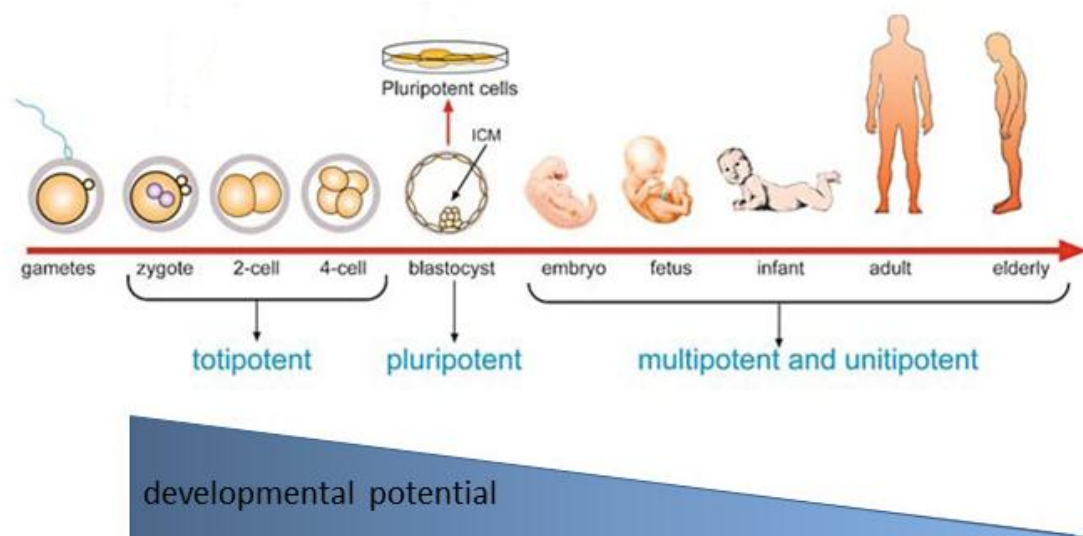 Pluripotent cells
ICM
gametes zygote 2-cell 4-cell blastocyst embryo fetus infant adult elderly
totipotent pluripotent multipotent and unitipotent
developmental potential